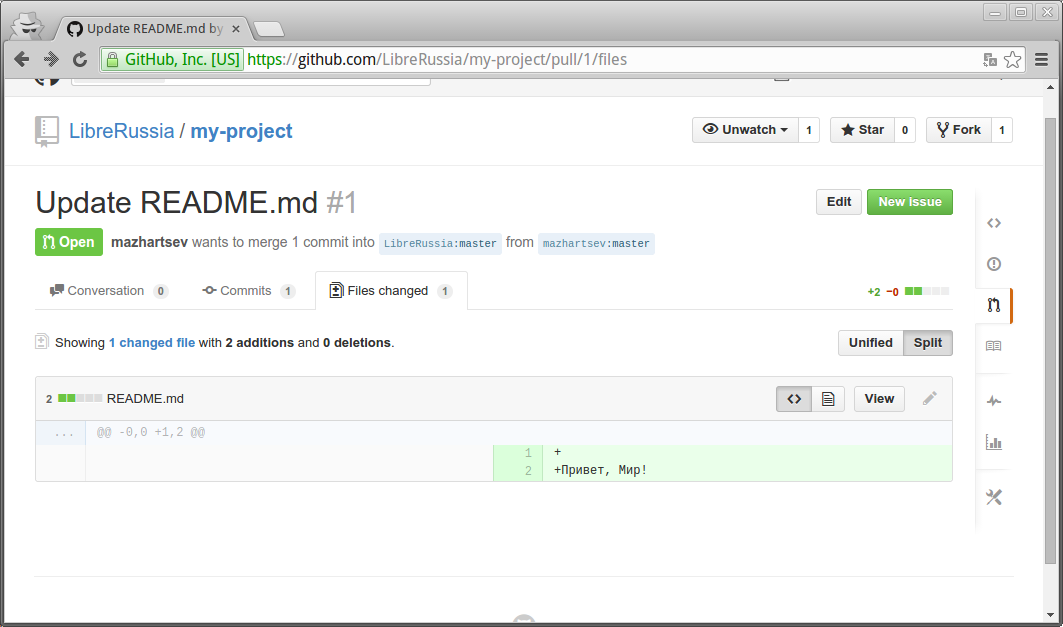 Update README.md by
GitHub, Inc. [US] https://github.com/LibreRussia/my-project/pull/1/files
LibreRussia / my-project
Unwatch 1 Star 0 Fork 1
Update README.md #1
Edit New issue
Open mazhartsev wants to merge 1 commit into LibreRussia:master from mazhartsev:master
Conversation 0 Commits 1 Files changed 1 +2 −0
Showing 1 changed file with 2 additions and 0 deletions.
Unified Split
2 README.md View
... @@ -0,0 +1,2 @@
1 +
2 +Привет, Мир!